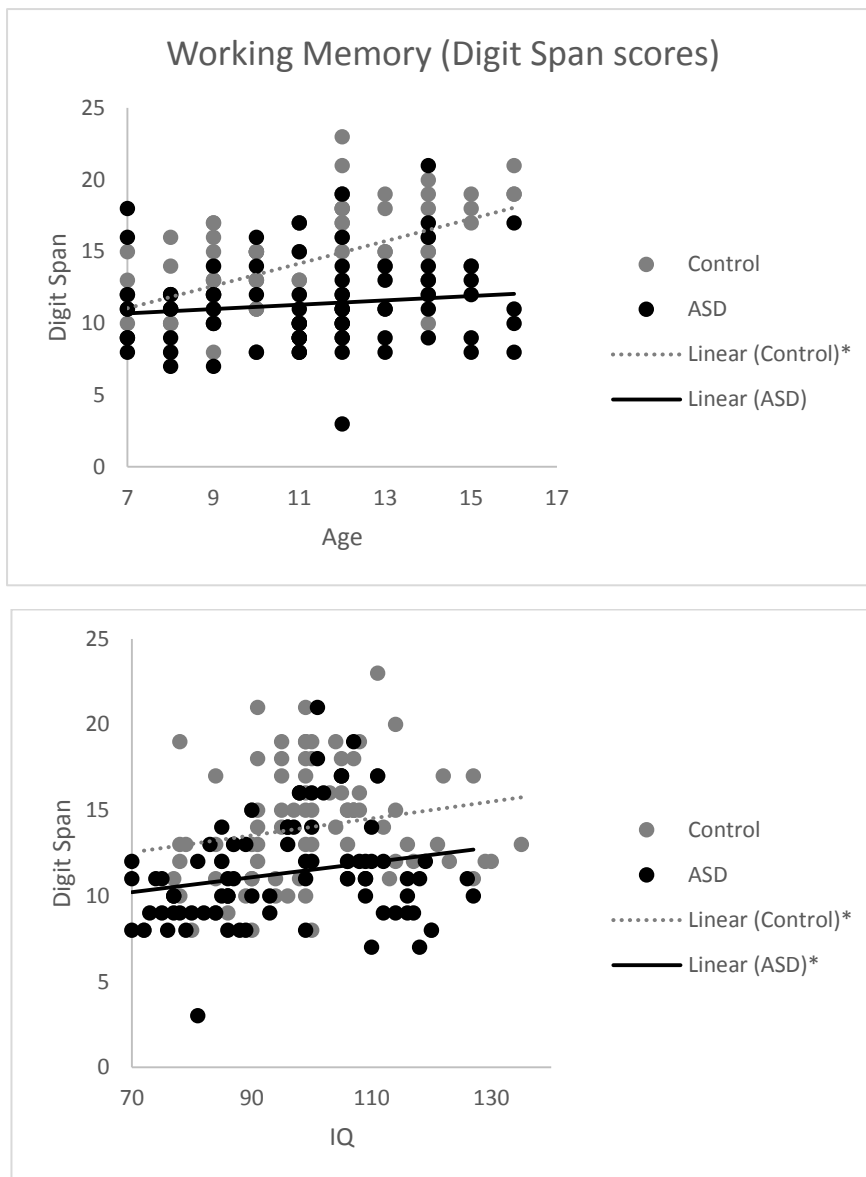 Working Memory (Digit Span scores)
25
20
15
10
5
0
Digit Span
7 9 11 13 15 17
Age
Control
ASD
Linear (Control)*
Linear (ASD)
25
20
15
10
5
0
Digit Span
70 90 110 130
IQ
Control
ASD
Linear (Control)*
Linear (ASD)*